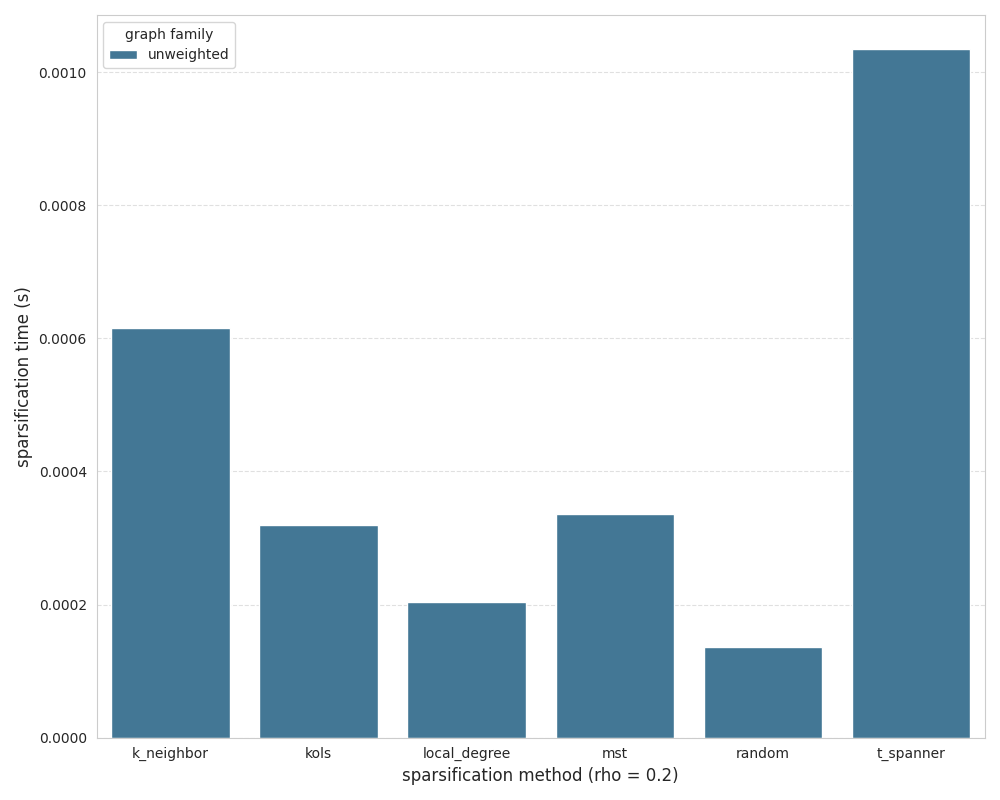 graph family
unweighted
sparsification time (s)
0.0010
0.0008
0.0006
0.0004
0.0002
0.0000
k_neighbor kols local_degree mst random t_spanner
sparsification method (rho = 0.2)